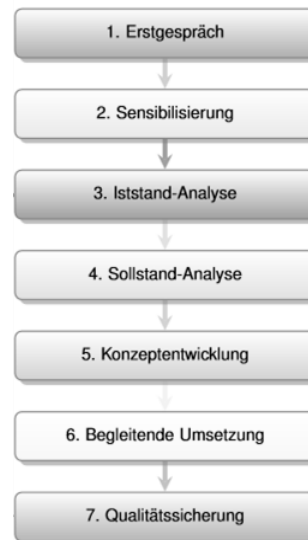 1. Erstgespräch
2. Sensibilisierung
3. Iststand-Analyse
4. Sollstand-Analyse
5. Konzeptentwicklung
6. Begleitende Umsetzung
7. Qualitätssicherung